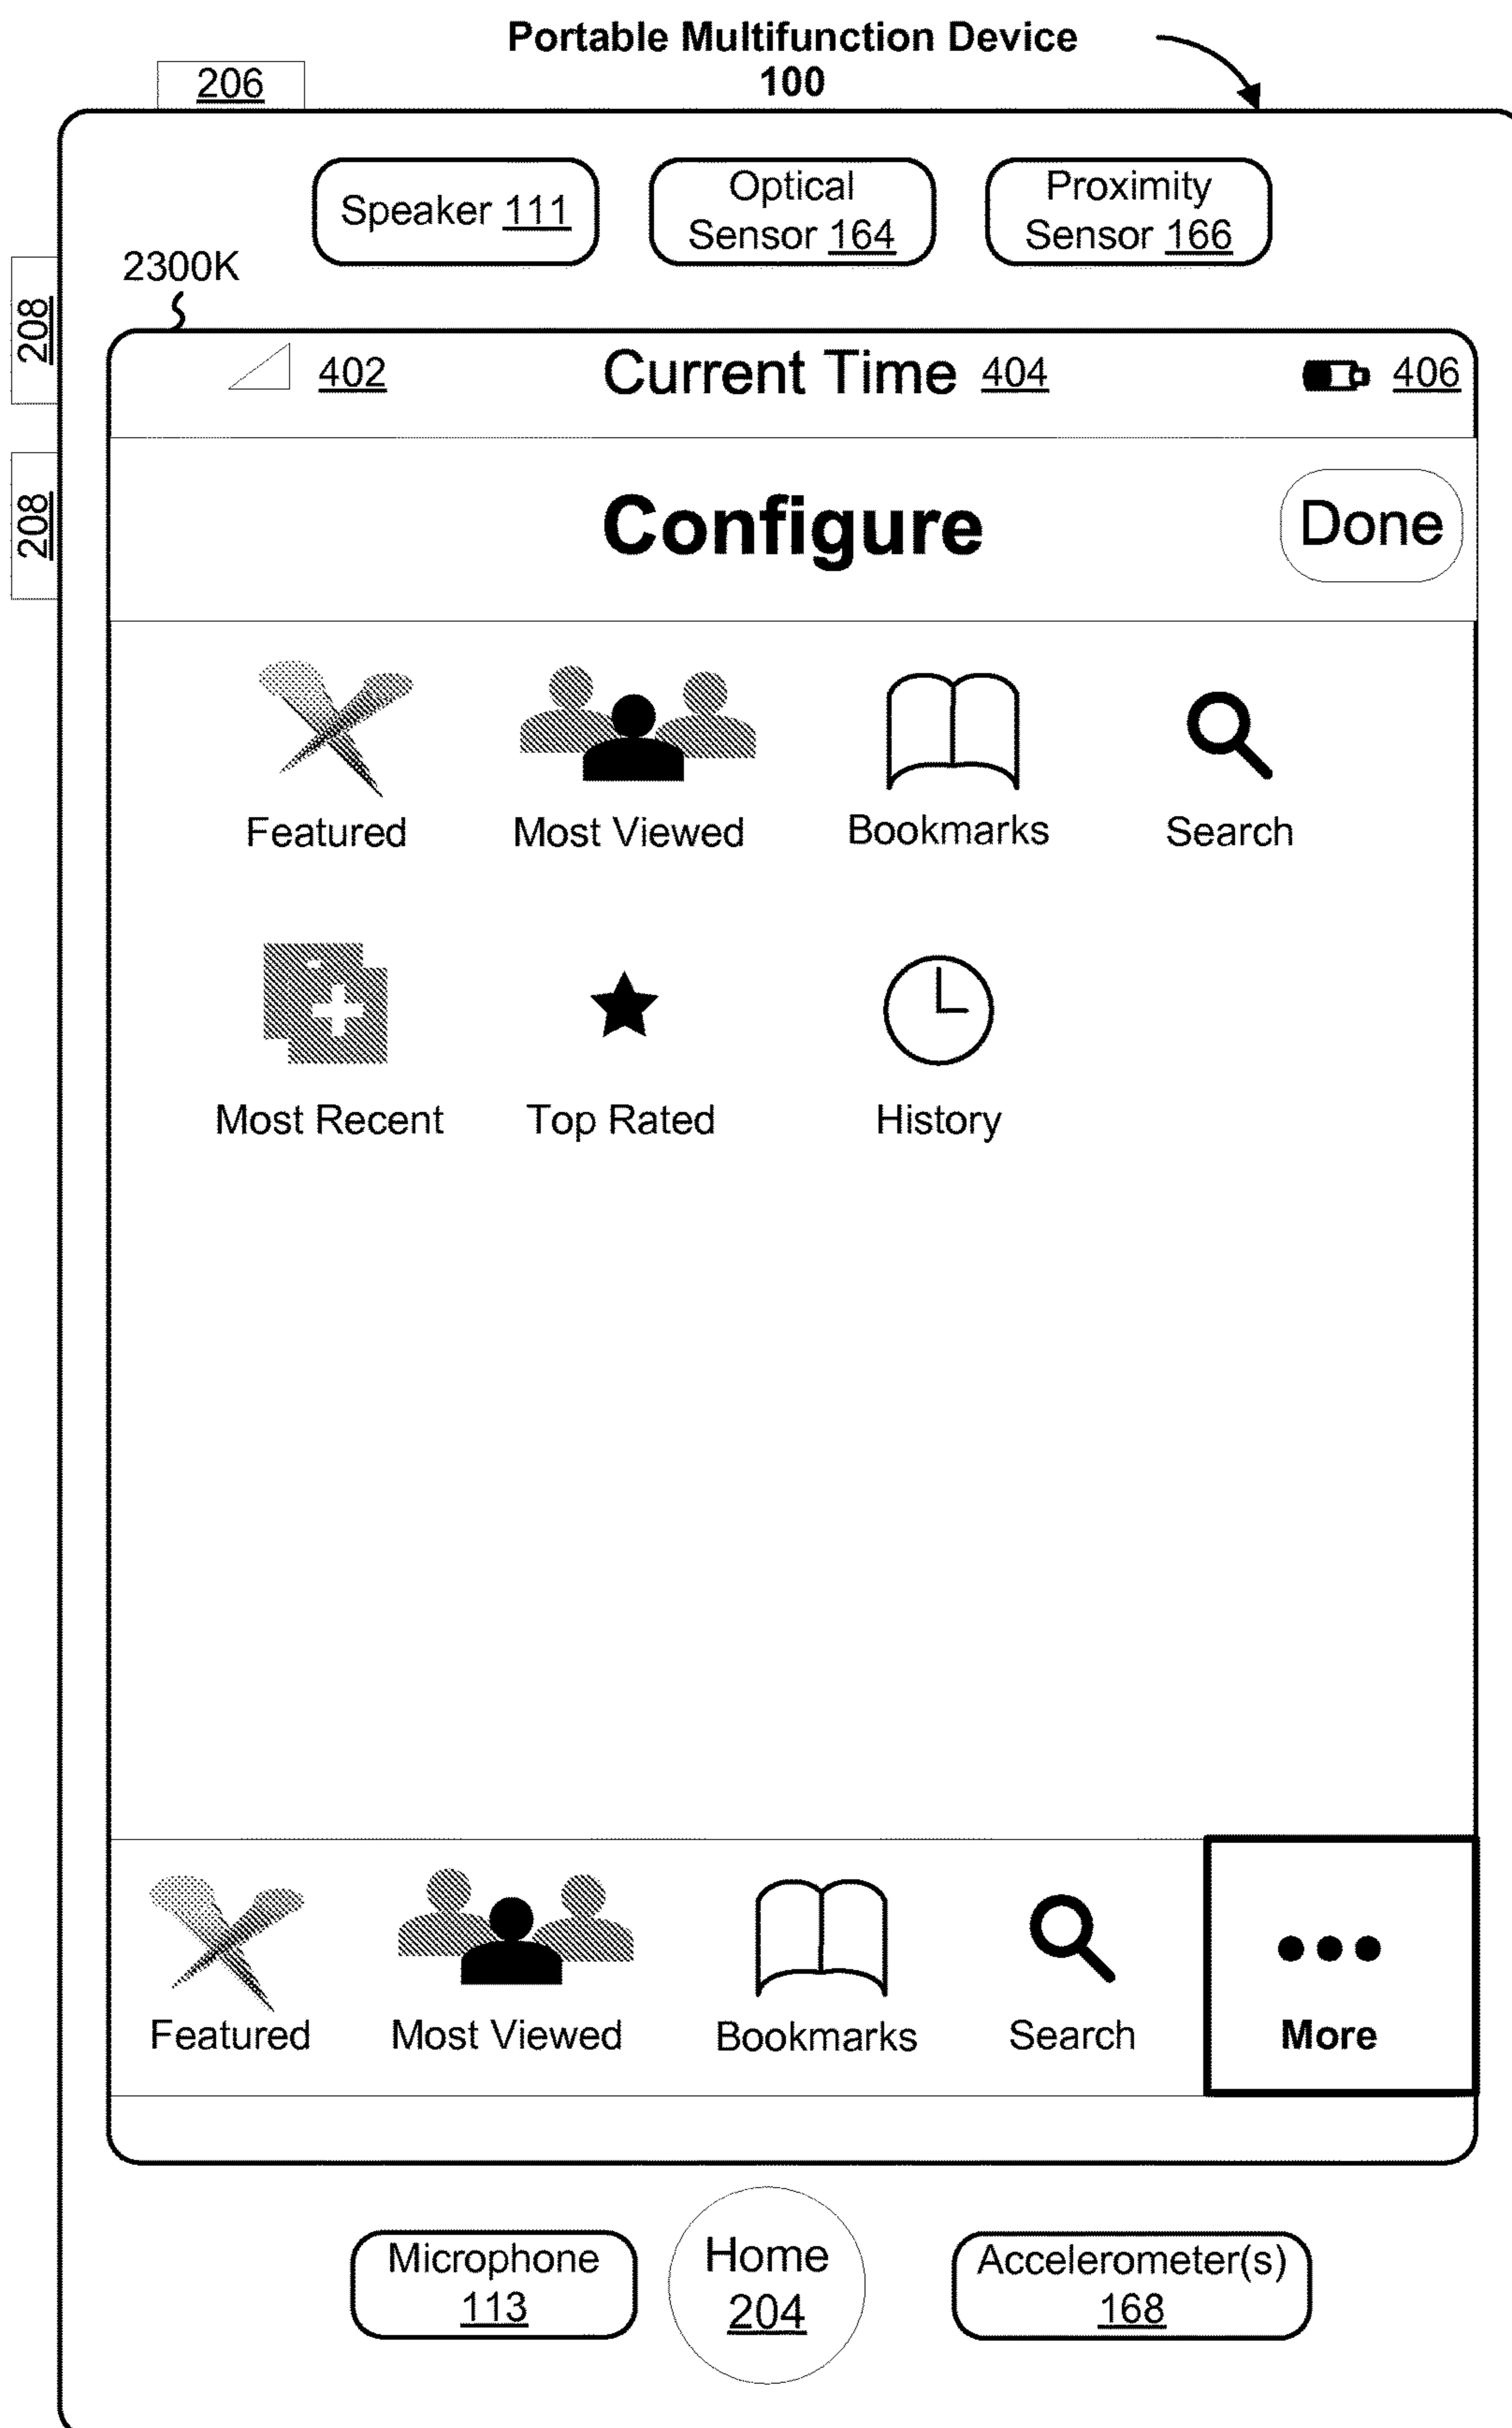 Portable Multifunction Device
100
206
Speaker 111
Optical
Sensor 164
Proximity
Sensor 166
2300K
208
402
Current Time 404
406
208
Configure
Done
Featured
Most Viewed
Bookmarks
Search
Most Recent
Top Rated
History
Featured
Most Viewed
Bookmarks
Search
More
Microphone
113
Home
204
Accelerometer(s)
168